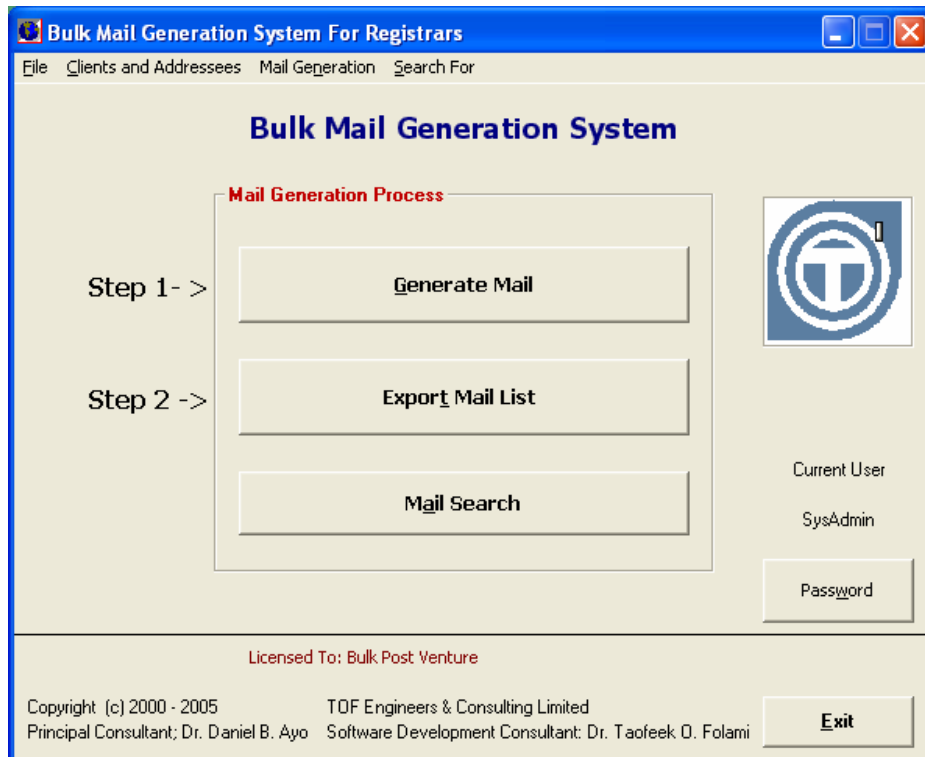 Bulk Mail Generation System For Registrars
File Clients and Addressees Mail Generation Search For
Bulk Mail Generation System
Mail Generation Process
Step 1- > Generate Mail
Step 2 -> Export Mail List
Mail Search
Current User
SysAdmin
Password
Licensed To: Bulk Post Venture
Copyright (c) 2000 - 2005 TOF Engineers & Consulting Limited
Principal Consultant; Dr. Daniel B. Ayo Software Development Consultant: Dr. Taofeek O. Folami
Exit